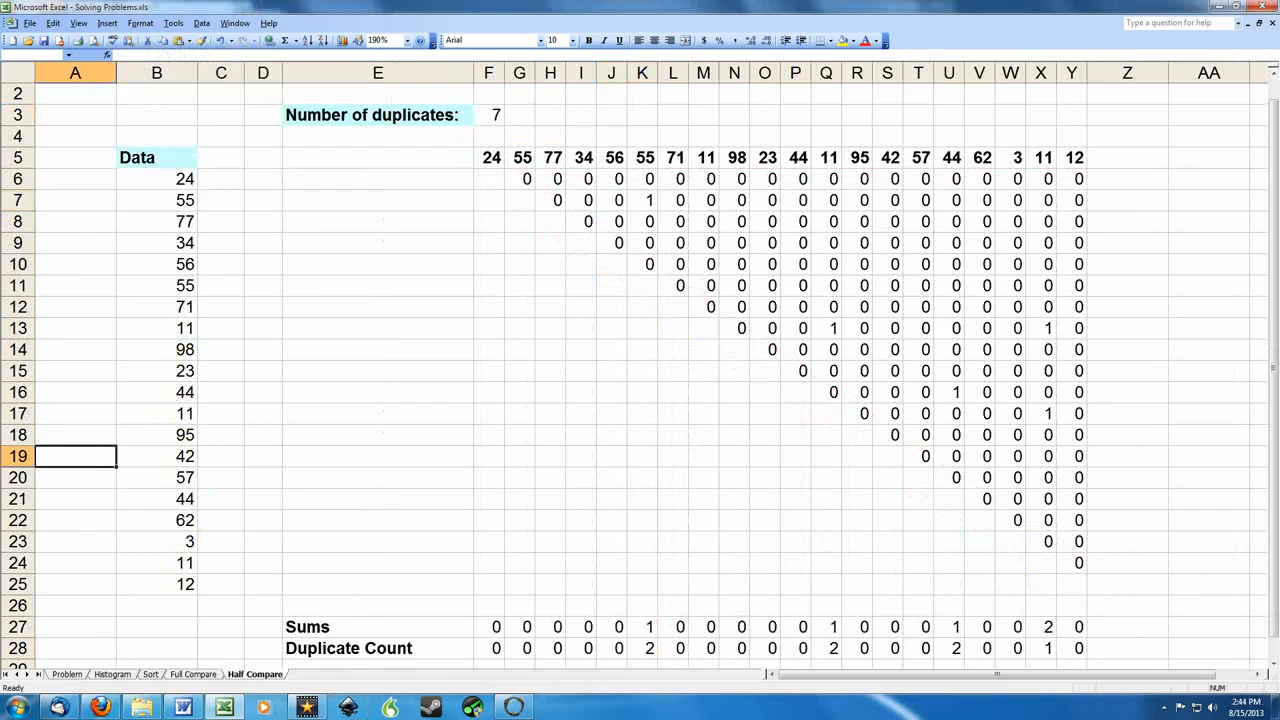 Microsoft Excel - Solving Problems.xls
File Edit View Insert Format Tools Data Window Help
Type a question for help
190% Arial 10 B I U $ % ,
fx
A B C D E F G H I J K L M N O P Q R S T U V W X Y Z AA
2
3 Number of duplicates: 7
4
5 Data 24 55 77 34 56 55 71 11 98 23 44 11 95 42 57 44 62 3 11 12
6 24 0 0 0 0 0 0 0 0 0 0 0 0 0 0 0 0 0 0 0
7 55 0 0 0 1 0 0 0 0 0 0 0 0 0 0 0 0 0 0
8 77 0 0 0 0 0 0 0 0 0 0 0 0 0 0 0 0 0
9 34 0 0 0 0 0 0 0 0 0 0 0 0 0 0 0 0
10 56 0 0 0 0 0 0 0 0 0 0 0 0 0 0 0
11 55 0 0 0 0 0 0 0 0 0 0 0 0 0 0
12 71 0 0 0 0 0 0 0 0 0 0 0 0 0
13 11 0 0 0 1 0 0 0 0 0 0 1 0
14 98 0 0 0 0 0 0 0 0 0 0 0
15 23 0 0 0 0 0 0 0 0 0 0
16 44 0 0 0 0 1 0 0 0 0
17 11 0 0 0 0 0 0 1 0
18 95 0 0 0 0 0 0 0
19 42 0 0 0 0 0 0
20 57 0 0 0 0 0
21 44 0 0 0 0
22 62 0 0 0
23 3 0 0
24 11 0
25 12
26
27 Sums 0 0 0 0 0 1 0 0 0 0 0 1 0 0 0 1 0 0 2 0
28 Duplicate Count 0 0 0 0 0 2 0 0 0 0 0 2 0 0 0 2 0 0 1 0
Problem Histogram Sort Full Compare Half Compare
Ready NUM
2:44 PM
8/15/2013